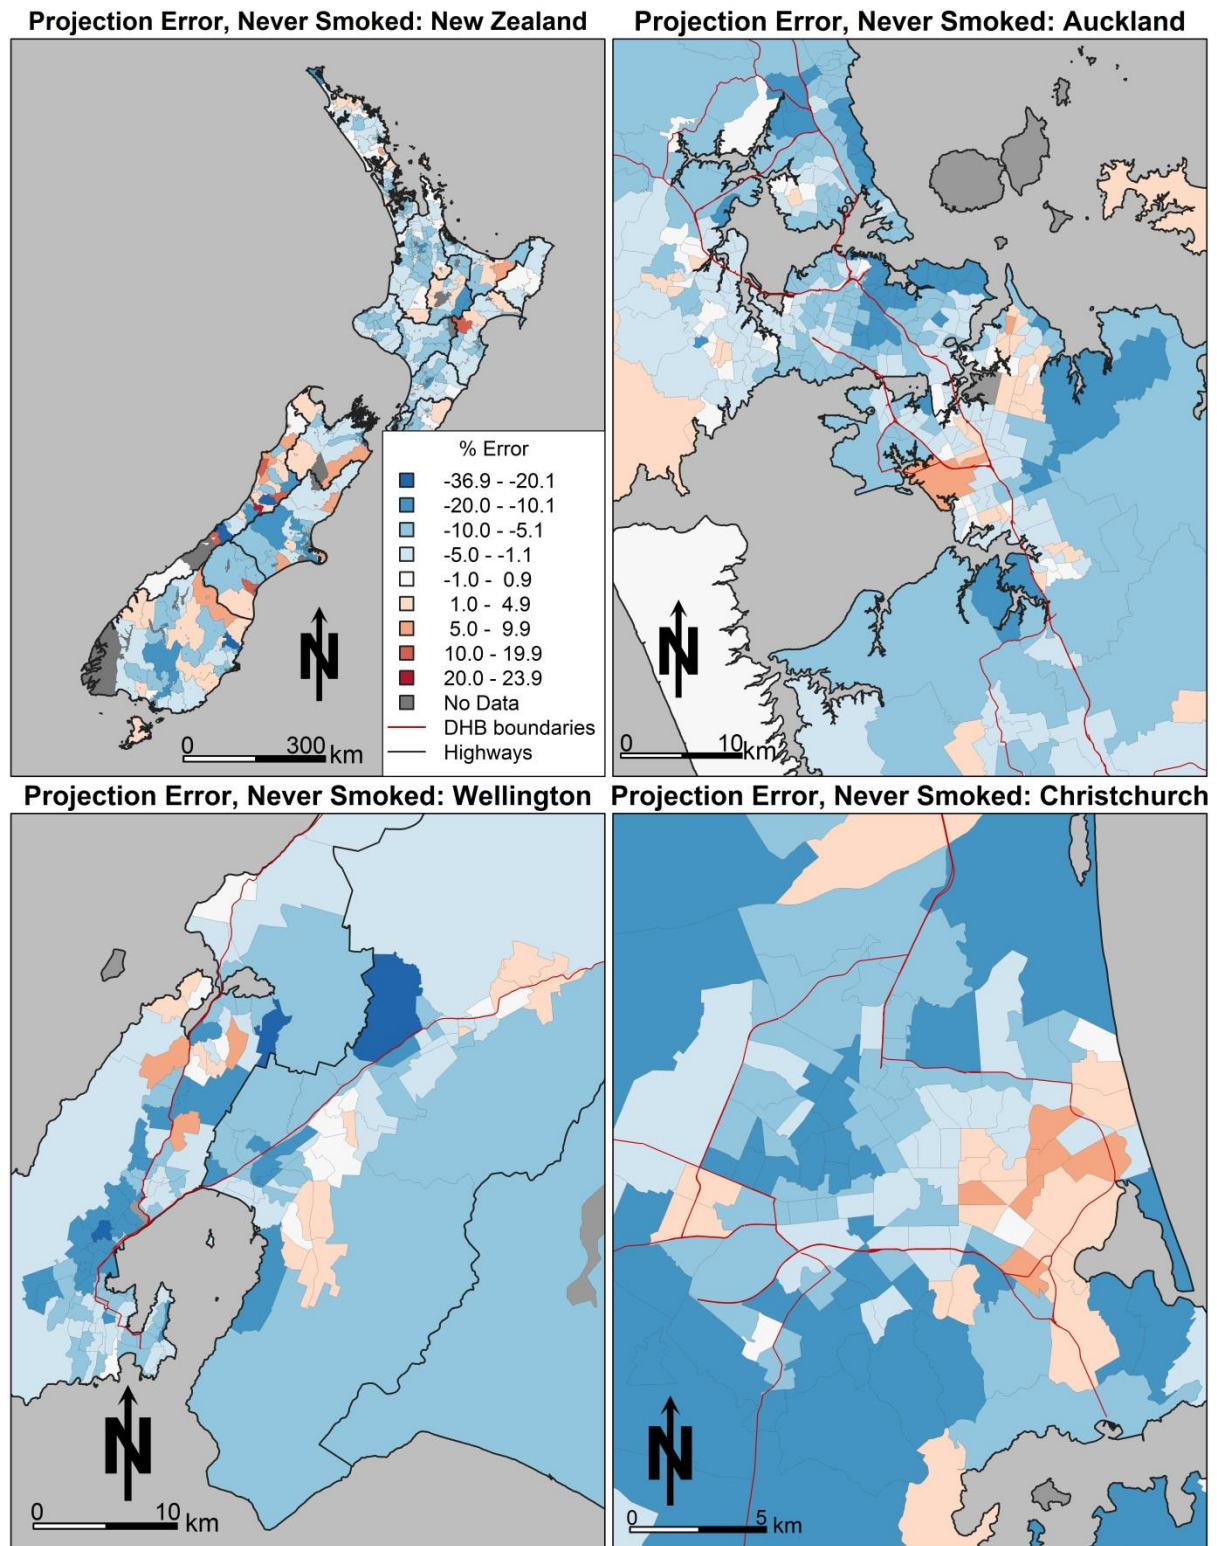 Projection Error, Never Smoked: New Zealand
Projection Error, Never Smoked: Auckland
% Error
-36.9 - -20.1
-20.0 - -10.1
-10.0 - -5.1
-5.0 - -1.1
-1.0 - 0.9
1.0 - 4.9
5.0 - 9.9
10.0 - 19.9
20.0 - 23.9
No Data
DHB boundaries
Highways
N
0 300 km
N
0 10 km
Projection Error, Never Smoked: Wellington
Projection Error, Never Smoked: Christchurch
N
0 10 km
N
0 5 km